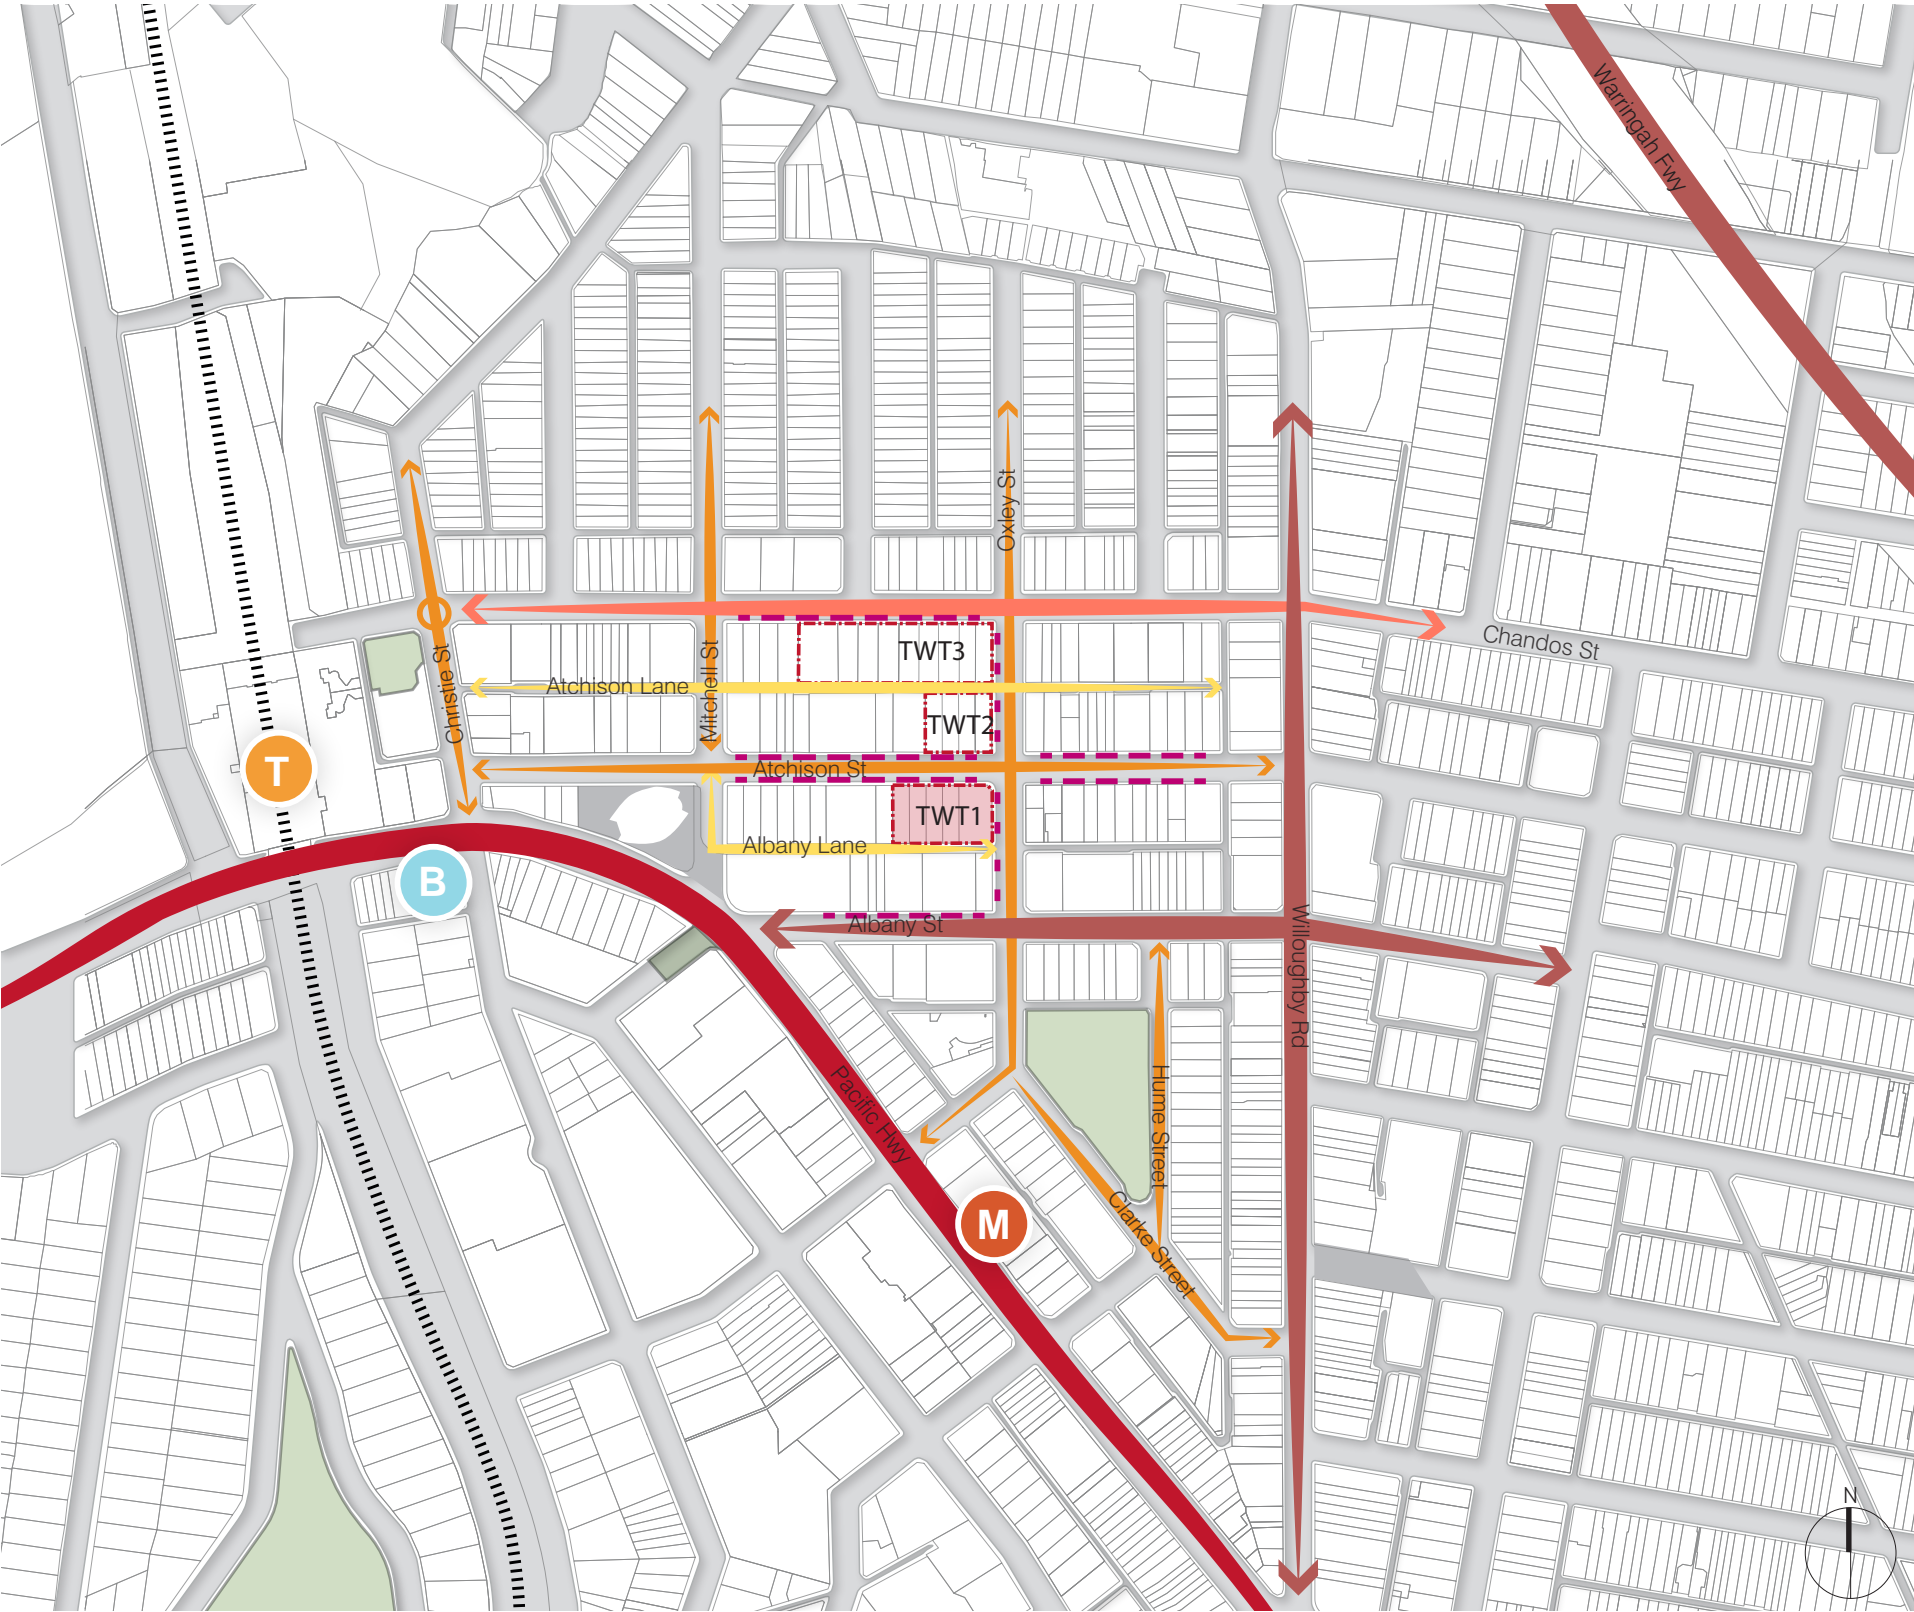 Warringah Fwy
Oxley St
Chandos St
TWT3
Christie St
Mitchell St
Atchison Lane
TWT2
T
Atchison St
TWT1
Albany Lane
B
Albany St
Willoughby Rd
Pacific Hwy
Hume Street
M
Clarke Street
N